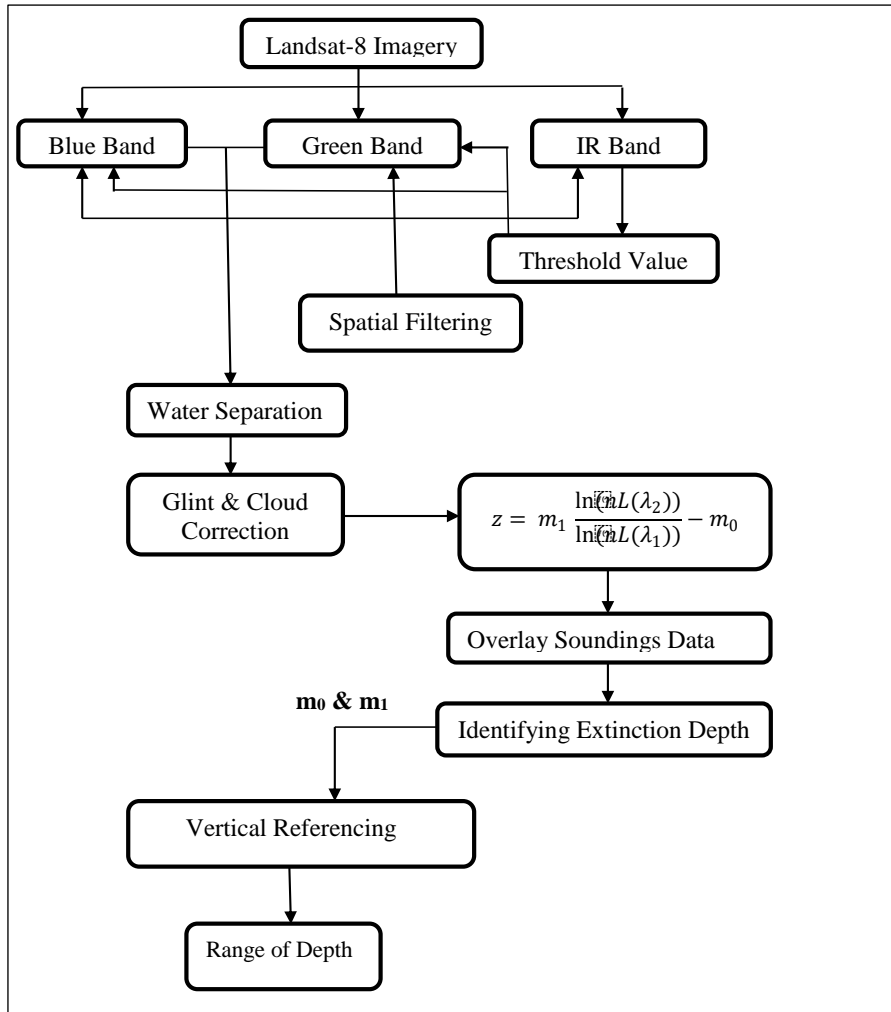 Landsat-8 Imagery
Blue Band
Green Band
IR Band
Threshold Value
Spatial Filtering
Water Separation
Glint & Cloud
Correction
z = m₁ ln(nL(λ₂)) / ln(nL(λ₁)) − m₀
Overlay Soundings Data
m₀ & m₁
Identifying Extinction Depth
Vertical Referencing
Range of Depth